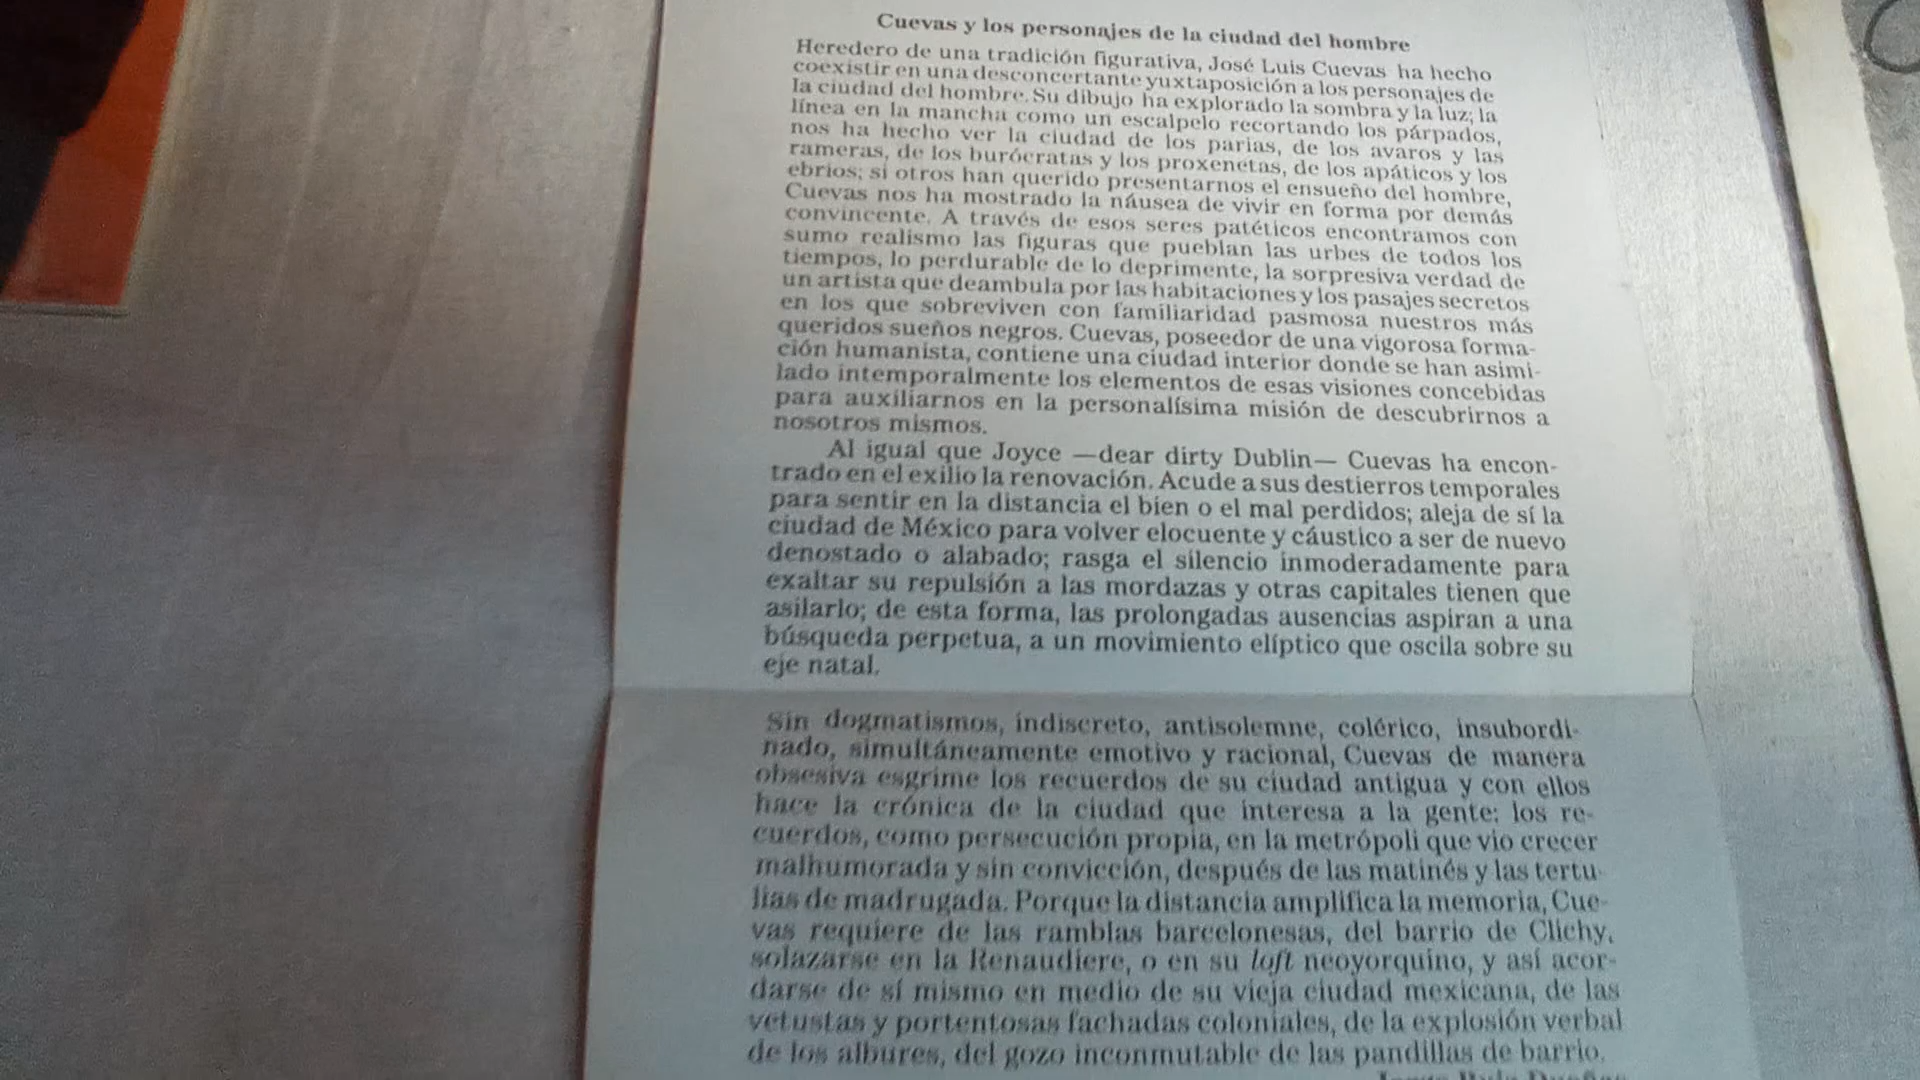 Cuevas y los personajes de la ciudad del hombre
Heredero de una tradición figurativa, José Luis Cuevas ha hecho
coexistir en una desconcertante yuxtaposición a los personajes de
la ciudad del hombre. Su dibujo ha explorado la sombra y la luz; la
línea en la mancha como un escalpelo recortando los párpados,
nos ha hecho ver la ciudad de los parias, de los avaros y las
rameras, de los burócratas y los proxenetas, de los apáticos y los
ebrios; si otros han querido presentarnos el ensueño del hombre,
Cuevas nos ha mostrado la náusea de vivir en forma por demás
convincente. A través de esos seres patéticos encontramos con
sumo realismo las figuras que pueblan las urbes de todos los
tiempos, lo perdurable de lo deprimente, la sorpresiva verdad de
un artista que deambula por las habitaciones y los pasajes secretos
en los que sobreviven con familiaridad pasmosa nuestros más
queridos sueños negros. Cuevas, poseedor de una vigorosa forma-
ción humanista, contiene una ciudad interior donde se han asimi-
lado intemporalmente los elementos de esas visiones concebidas
para auxiliarnos en la personalísima misión de descubrirnos a
nosotros mismos.
Al igual que Joyce —dear dirty Dublin— Cuevas ha encon-
trado en el exilio la renovación. Acude a sus destierros temporales
para sentir en la distancia el bien o el mal perdidos; aleja de sí la
ciudad de México para volver elocuente y cáustico a ser de nuevo
denostado o alabado; rasga el silencio inmoderadamente para
exaltar su repulsión a las mordazas y otras capitales tienen que
asilarlo; de esta forma, las prolongadas ausencias aspiran a una
búsqueda perpetua, a un movimiento elíptico que oscila sobre su
eje natal.
Sin dogmatismos, indiscreto, antisolemne, colérico, insubordi-
nado, simultáneamente emotivo y racional, Cuevas de manera
obsesiva esgrime los recuerdos de su ciudad antigua y con ellos
hace la crónica de la ciudad que interesa a la gente: los re-
cuerdos, como persecución propia, en la metrópoli que vio crecer
malhumorada y sin convicción, después de las matinés y las tertu-
lias de madrugada. Porque la distancia amplifica la memoria, Cue-
vas requiere de las ramblas barcelonesas, del barrio de Clichy,
solazarse en la Renaudiere, o en su loft neoyorquino, y así acor-
darse de sí mismo en medio de su vieja ciudad mexicana, de las
vetustas y portentosas fachadas coloniales, de la explosión verbal
de los albures, del gozo inconmutable de las pandillas de barrio.